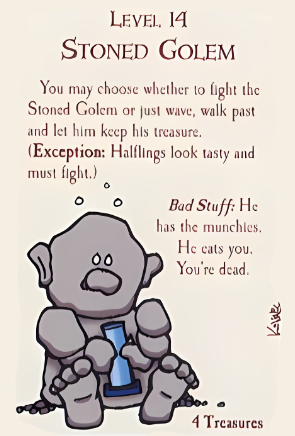 LEVEL 14
STONED GOLEM
You may choose whether to fight the
Stoned Golem or just wave, walk past
and let him keep his treasure.
(Exception: Halflings look tasty and
must fight.)
Bad Stuff: He
has the munchies.
He eats you.
You're dead.
Kovalic
4 Treasures